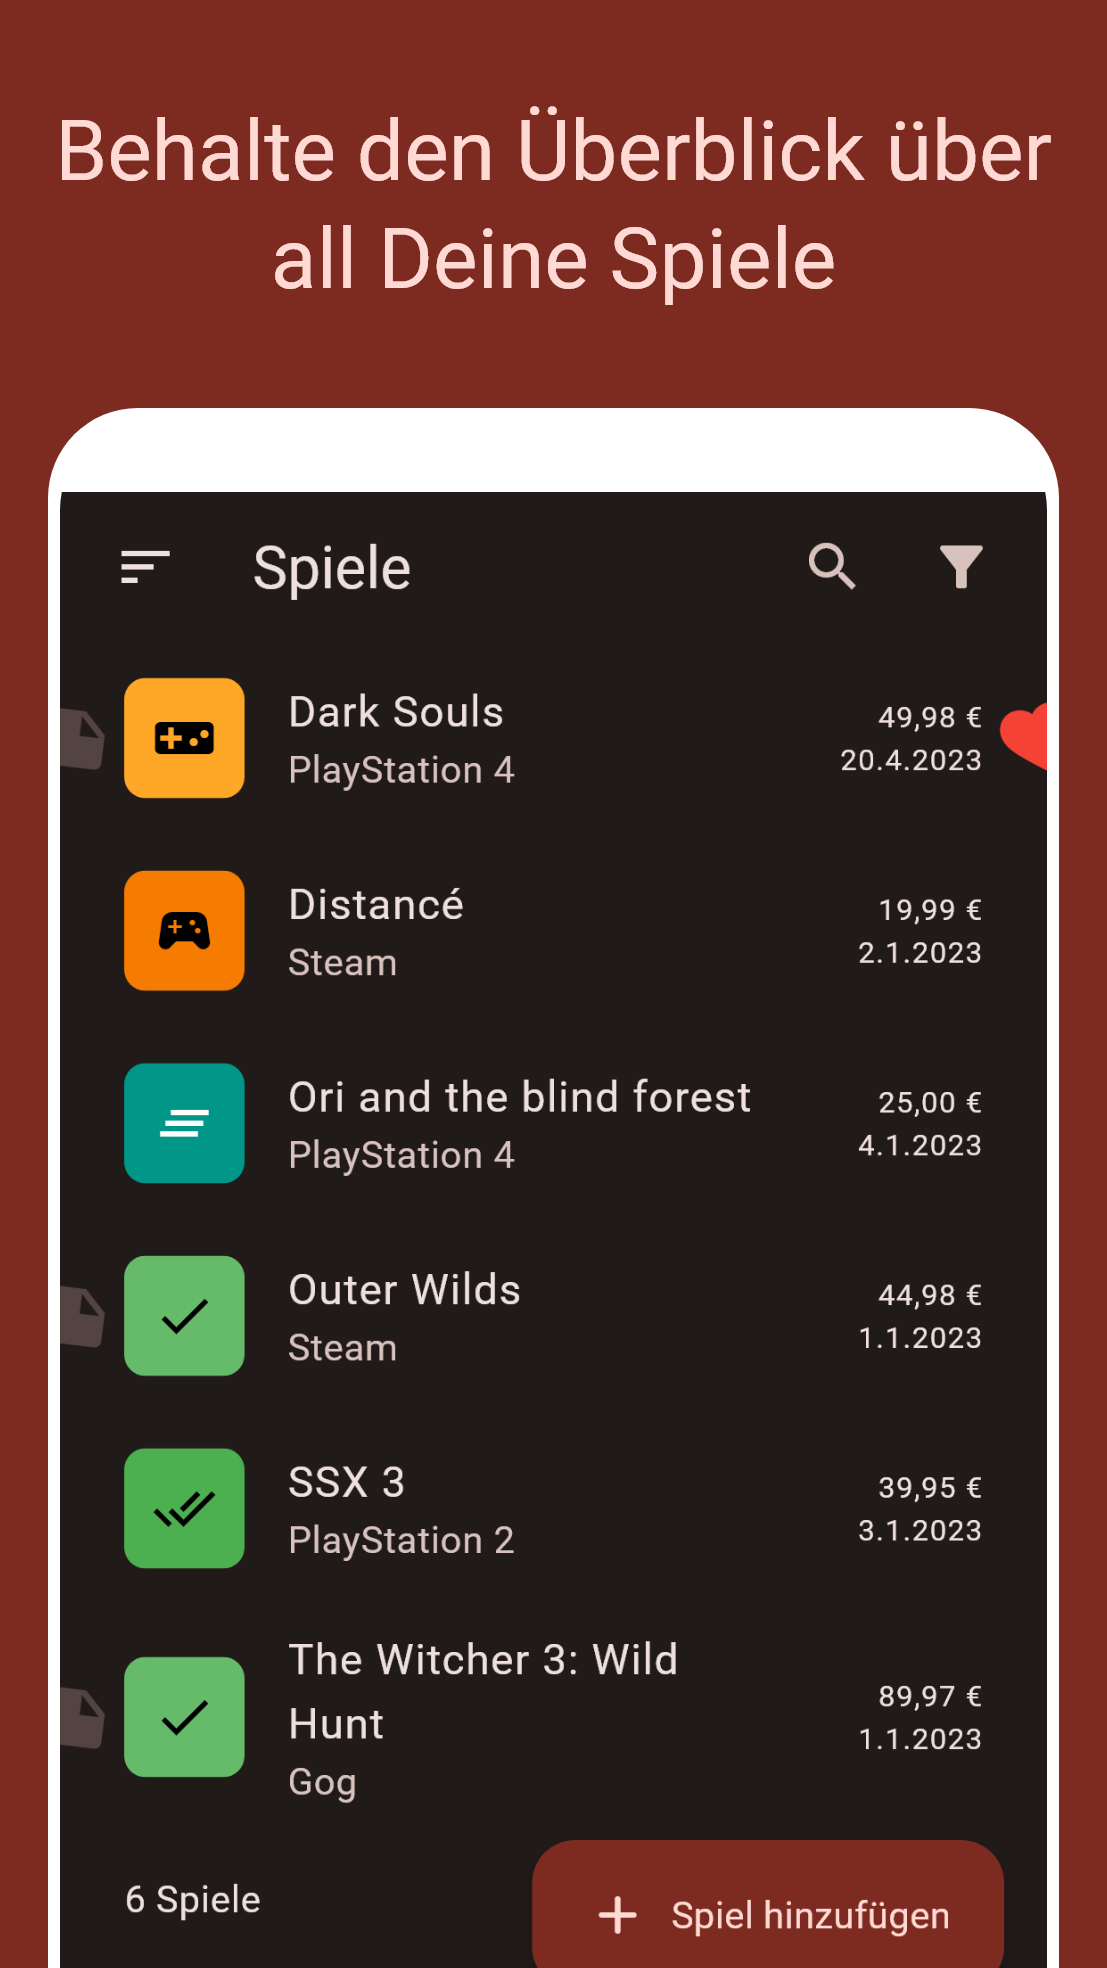 Behalte den Überblick über
all Deine Spiele
Spiele
Dark Souls
PlayStation 4
49,98 €
20.4.2023
Distancé
Steam
19,99 €
2.1.2023
Ori and the blind forest
PlayStation 4
25,00 €
4.1.2023
Outer Wilds
Steam
44,98 €
1.1.2023
SSX 3
PlayStation 2
39,95 €
3.1.2023
The Witcher 3: Wild
Hunt
Gog
89,97 €
1.1.2023
6 Spiele
Spiel hinzufügen